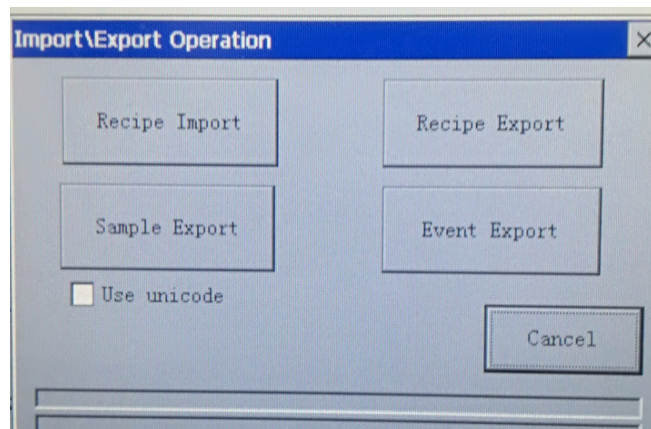 Import\Export Operation
Recipe Import
Recipe Export
Sample Export
Event Export
Use unicode
Cancel